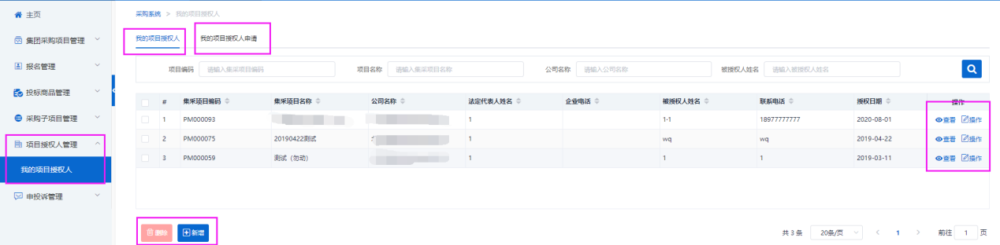 主页
集团采购项目管理
报名管理
投标商品管理
采购子项目管理
项目授权人管理
我的项目授权人
申投诉管理
采购系统 > 我的项目授权人
我的项目授权人 我的项目授权人申请
项目编码 请输入集采项目编码 项目名称 请输入集采项目名称 公司名称 请输入公司名称 被授权人姓名 请输入被授权人姓名
# 集采项目编码 集采项目名称 公司名称 法定代表人姓名 企业电话 被授权人姓名 联系电话 授权日期 操作
1 PM000093 1 1·1 18977777777 2020-08-01 查看 操作
2 PM000075 20190422测试 1 wq wq 2019-04-22 查看 操作
3 PM000059 测试（勿动） 1 1 1 2019-03-11 查看 操作
删除 新增
共 3 条 20条/页 < 1 > 前往 1 页